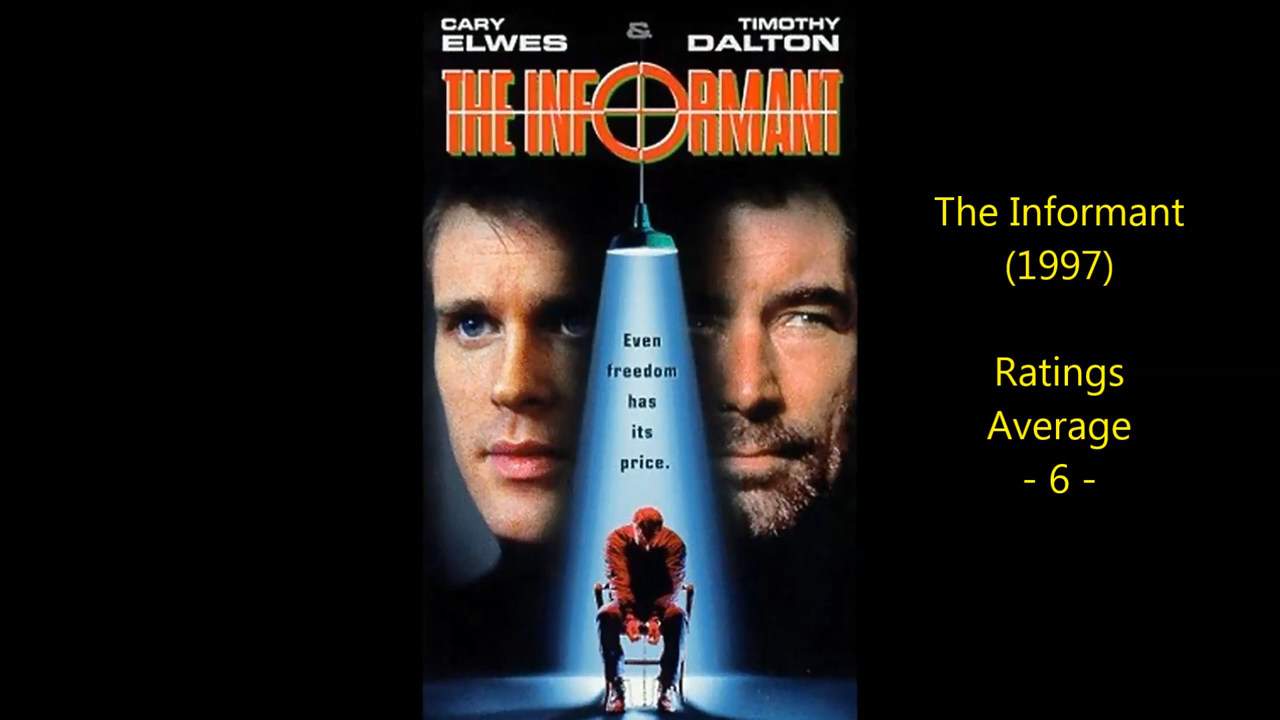 CARY & TIMOTHY
ELWES DALTON
THE INFORMANT
Even
freedom
has
its
price.
The Informant
(1997)
Ratings
Average
- 6 -